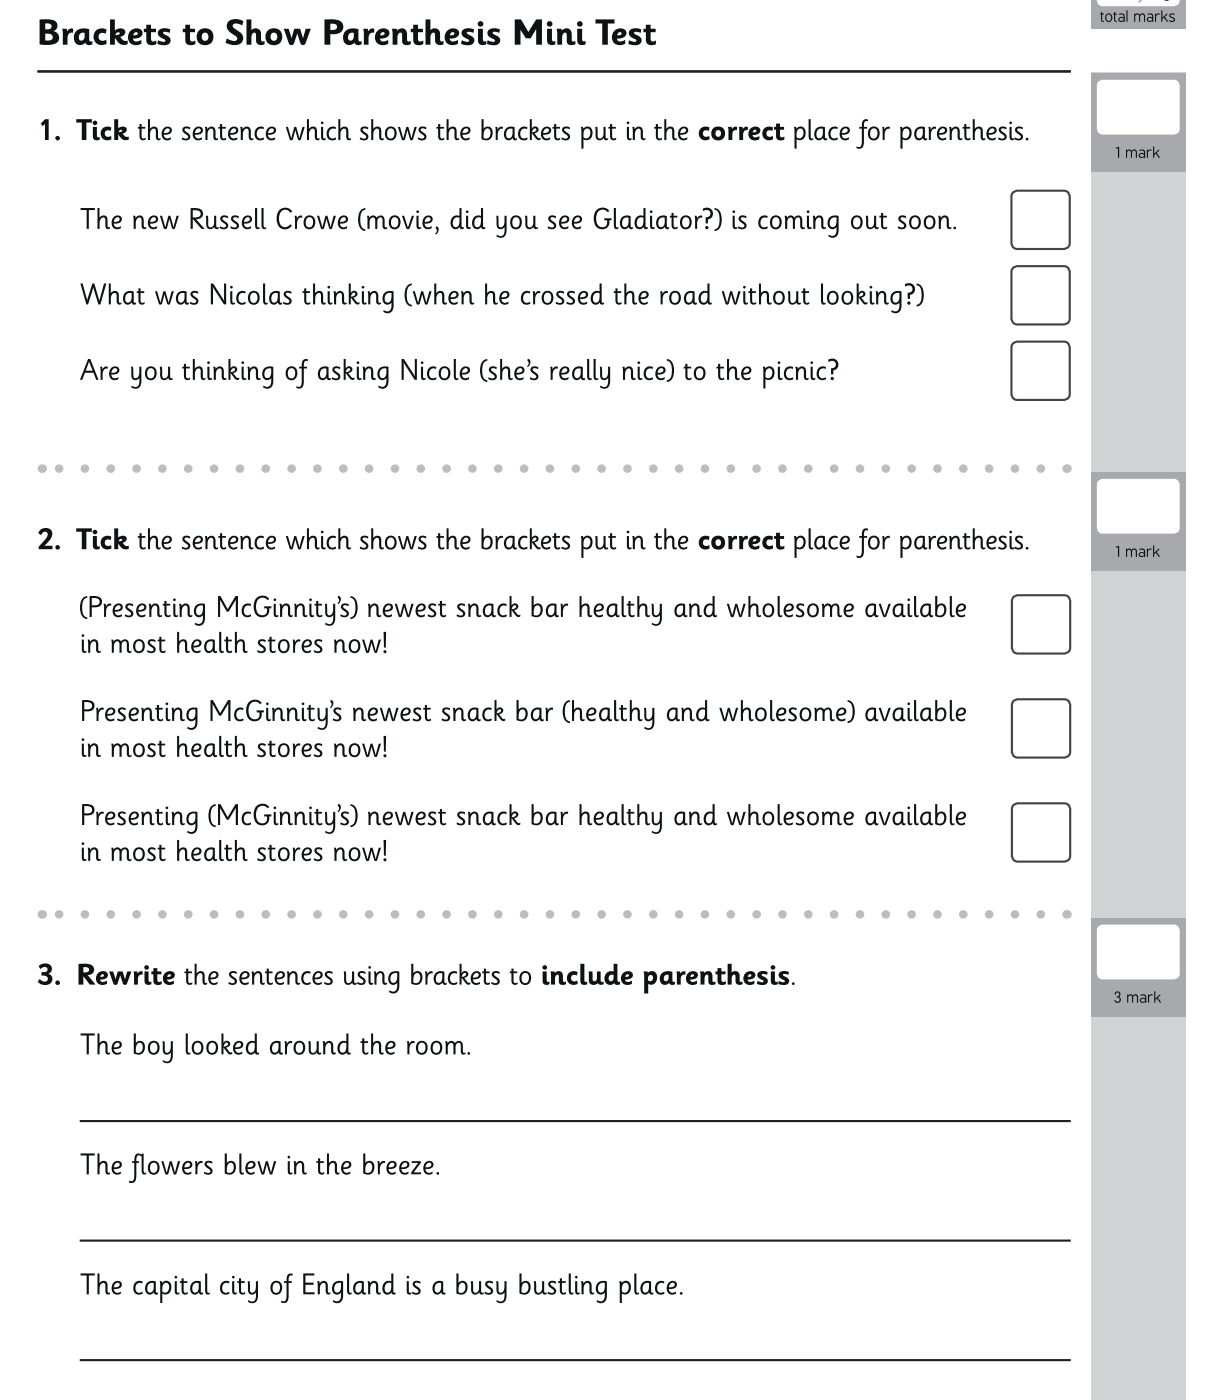 total marks
Brackets to Show Parenthesis Mini Test
1. Tick the sentence which shows the brackets put in the correct place for parenthesis.
1 mark
The new Russell Crowe (movie, did you see Gladiator?) is coming out soon.
What was Nicolas thinking (when he crossed the road without looking?)
Are you thinking of asking Nicole (she's really nice) to the picnic?
2. Tick the sentence which shows the brackets put in the correct place for parenthesis.
1 mark
(Presenting McGinnity's) newest snack bar healthy and wholesome available
in most health stores now!
Presenting McGinnity's newest snack bar (healthy and wholesome) available
in most health stores now!
Presenting (McGinnity's) newest snack bar healthy and wholesome available
in most health stores now!
3. Rewrite the sentences using brackets to include parenthesis.
3 mark
The boy looked around the room.
The flowers blew in the breeze.
The capital city of England is a busy bustling place.